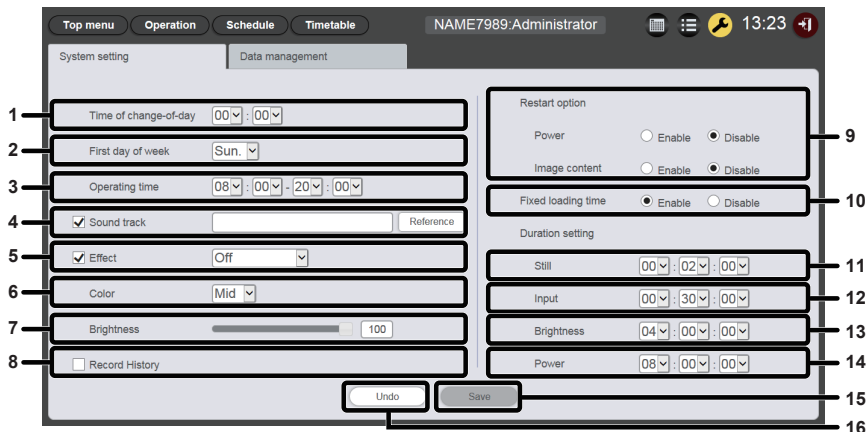 Top menu Operation Schedule Timetable NAME7989:Administrator 13:23
System setting Data management
1 Time of change-of-day 00 : 00
2 First day of week Sun.
3 Operating time 08 : 00 - 20 : 00
4 Sound track Reference
5 Effect Off
6 Color Mid
7 Brightness 100
8 Record History
Restart option
Power Enable Disable 9
Image content Enable Disable
Fixed loading time Enable Disable 10
Duration setting
Still 00 : 02 : 00 11
Input 00 : 30 : 00 12
Brightness 04 : 00 : 00 13
Power 08 : 00 : 00 14
Undo Save 15
16